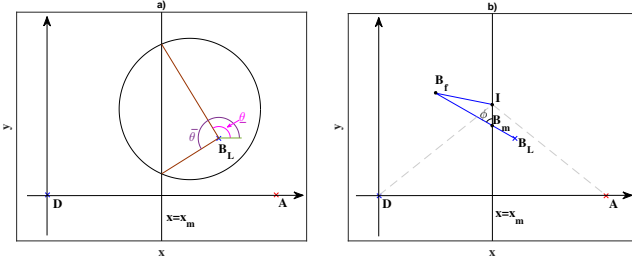 a)
y
θ̄
θ̲
B_L
D
x=x_m
A
x
b)
y
B_f
I
ϕ
B_m
B_L
D
x=x_m
A
x